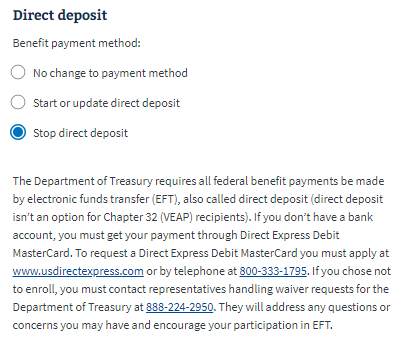 Direct deposit
Benefit payment method:
No change to payment method
Start or update direct deposit
Stop direct deposit
The Department of Treasury requires all federal benefit payments be made
by electronic funds transfer (EFT), also called direct deposit (direct deposit
isn't an option for Chapter 32 (VEAP) recipients). If you don't have a bank
account, you must get your payment through Direct Express Debit
MasterCard. To request a Direct Express Debit MasterCard you must apply at
www.usdirectexpress.com or by telephone at 800-333-1795. If you chose not
to enroll, you must contact representatives handling waiver requests for the
Department of Treasury at 888-224-2950. They will address any questions or
concerns you may have and encourage your participation in EFT.